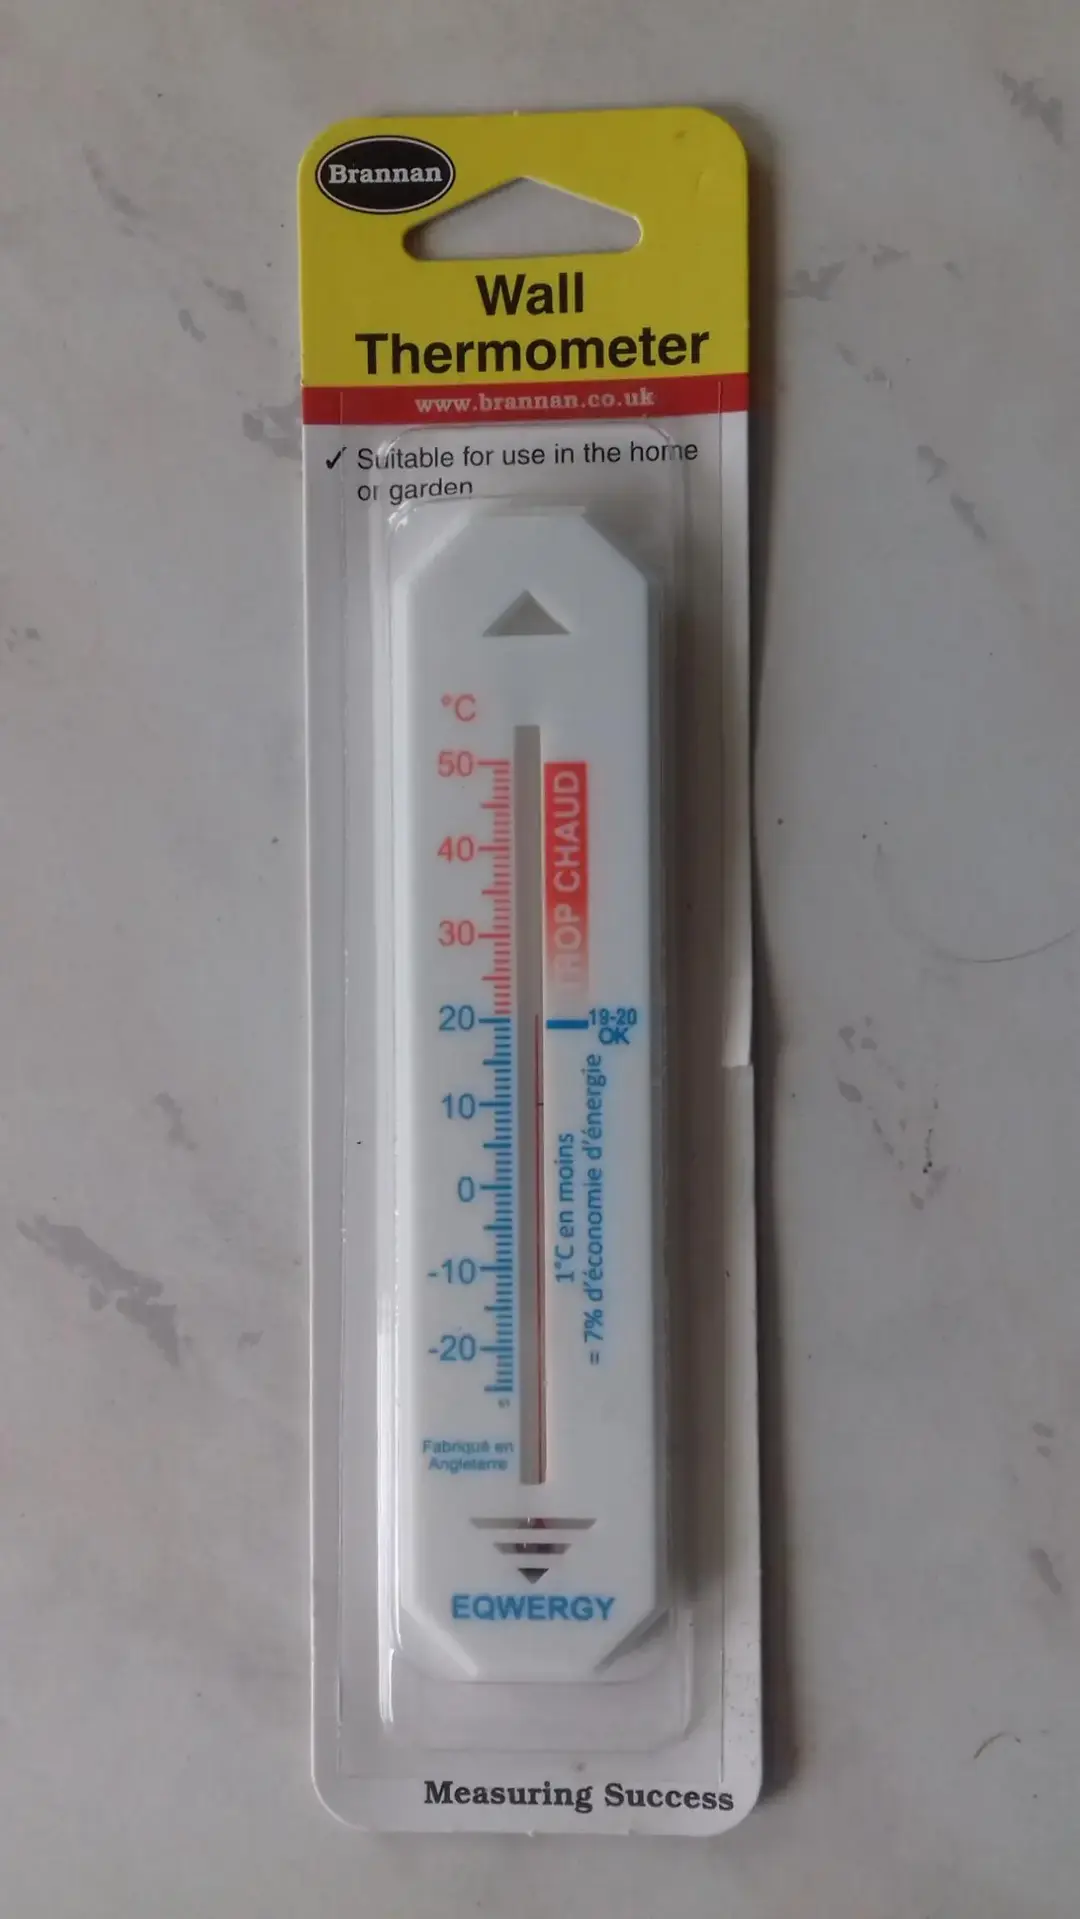 Brannan
Wall
Thermometer
www.brannan.co.uk
✓ Suitable for use in the home
or garden
°C
50
40
30
20
10
0
-10
-20
TROP CHAUD
19-20
OK
1°C en moins
= 7% d'économie d'énergie
Fabriqué en
Angleterre
EQWERGY
Measuring Success